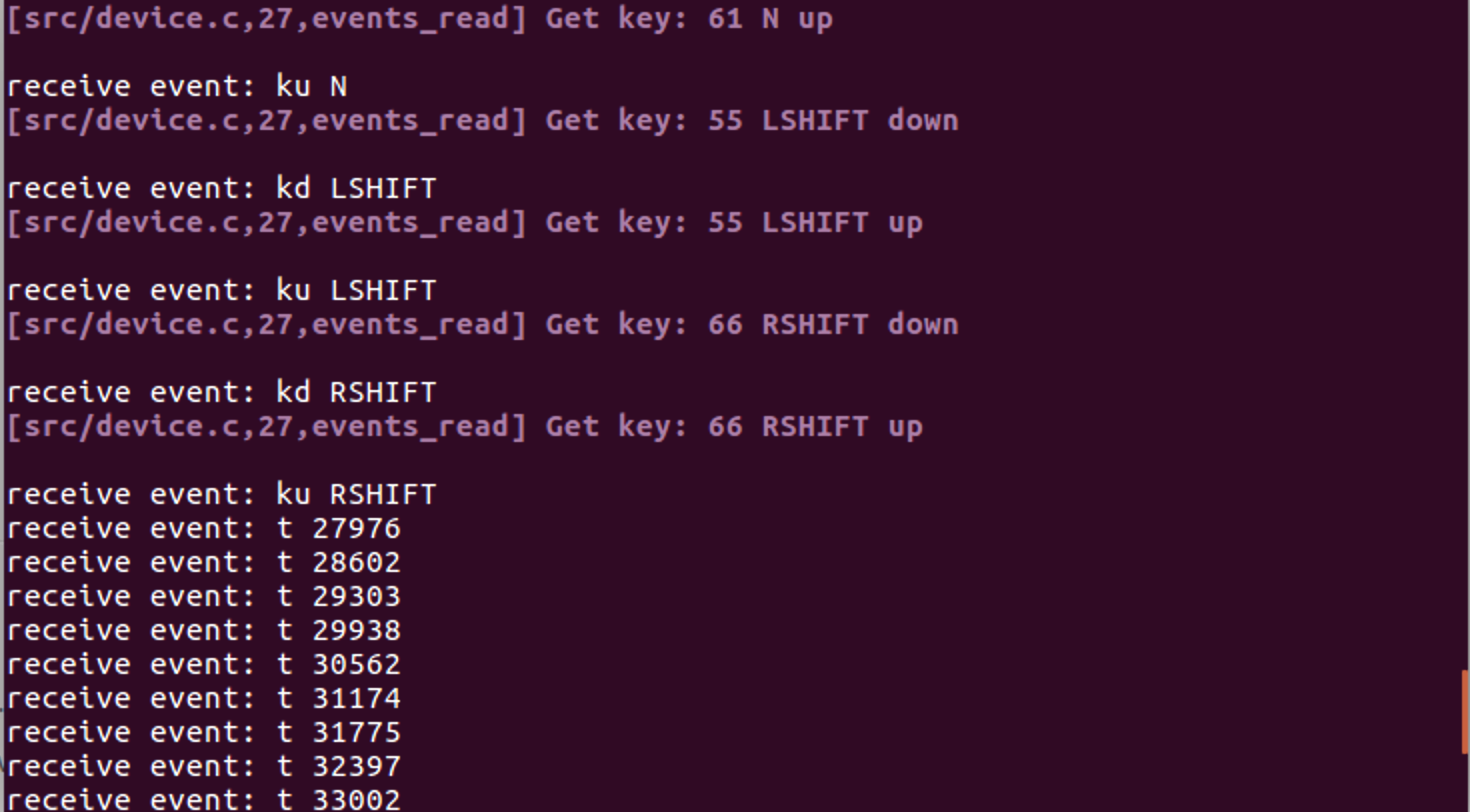 [src/device.c,27,events_read] Get key: 61 N up
receive event: ku N
[src/device.c,27,events_read] Get key: 55 LSHIFT down
receive event: kd LSHIFT
[src/device.c,27,events_read] Get key: 55 LSHIFT up
receive event: ku LSHIFT
[src/device.c,27,events_read] Get key: 66 RSHIFT down
receive event: kd RSHIFT
[src/device.c,27,events_read] Get key: 66 RSHIFT up
receive event: ku RSHIFT
receive event: t 27976
receive event: t 28602
receive event: t 29303
receive event: t 29938
receive event: t 30562
receive event: t 31174
receive event: t 31775
receive event: t 32397
receive event: t 33002